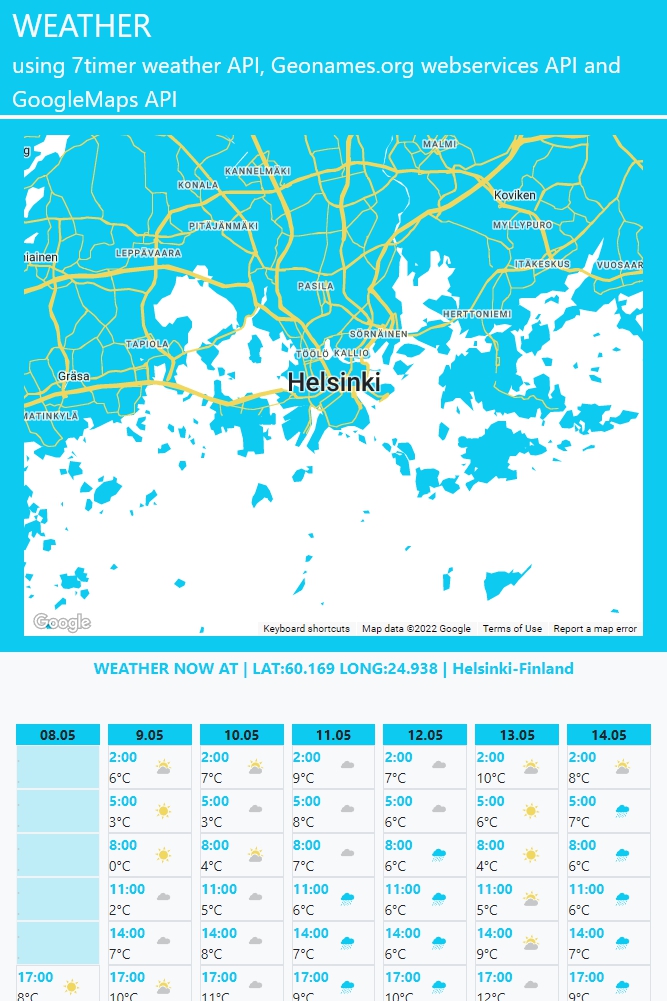 WEATHER
using 7timer weather API, Geonames.org webservices API and
GoogleMaps API
g
MALMI
KANNELMÄKI
KONALA
Koviken
PITÄJÄNMÄKI
MYLLYPURO
LEPPÄVAARA
iainen
ITÄKESKUS
VUOSAAR
PASILA
HERTTONIEMI
SÖRNÄINEN
TAPIOLA
TÖÖLÖ KALLIO
Gräsa
Helsinki
MATINKYLÄ
Google
Keyboard shortcuts Map data ©2022 Google Terms of Use Report a map error
WEATHER NOW AT | LAT:60.169 LONG:24.938 | Helsinki-Finland
08.05 9.05 10.05 11.05 12.05 13.05 14.05
2:00 2:00 2:00 2:00 2:00 2:00
6°C 7°C 9°C 7°C 10°C 8°C
5:00 5:00 5:00 5:00 5:00 5:00
3°C 3°C 8°C 6°C 6°C 7°C
8:00 8:00 8:00 8:00 8:00 8:00
0°C 4°C 7°C 6°C 4°C 6°C
11:00 11:00 11:00 11:00 11:00 11:00
2°C 5°C 6°C 6°C 5°C 6°C
14:00 14:00 14:00 14:00 14:00 14:00
7°C 8°C 7°C 6°C 9°C 7°C
17:00 17:00 17:00 17:00 17:00 17:00 17:00
8°C 10°C 11°C 9°C 10°C 12°C 9°C